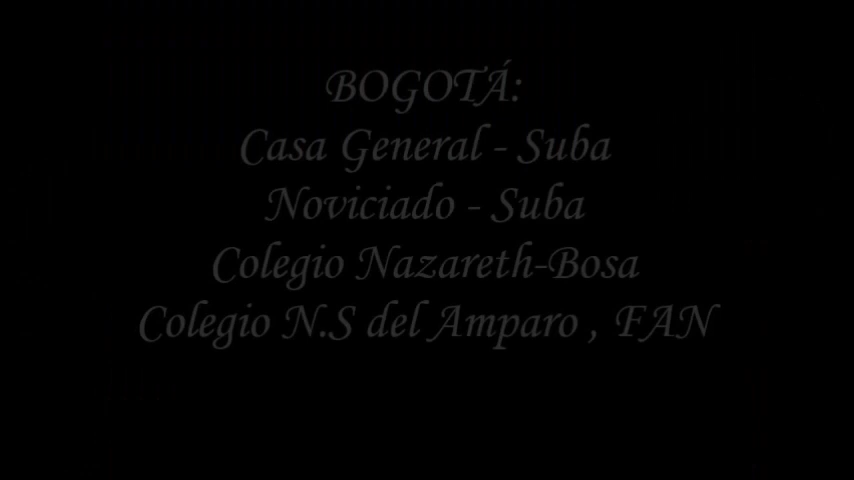 BOGOTÁ:
Casa General - Suba
Noviciado - Suba
Colegio Nazareth-Bosa
Colegio N.S del Amparo , FAN